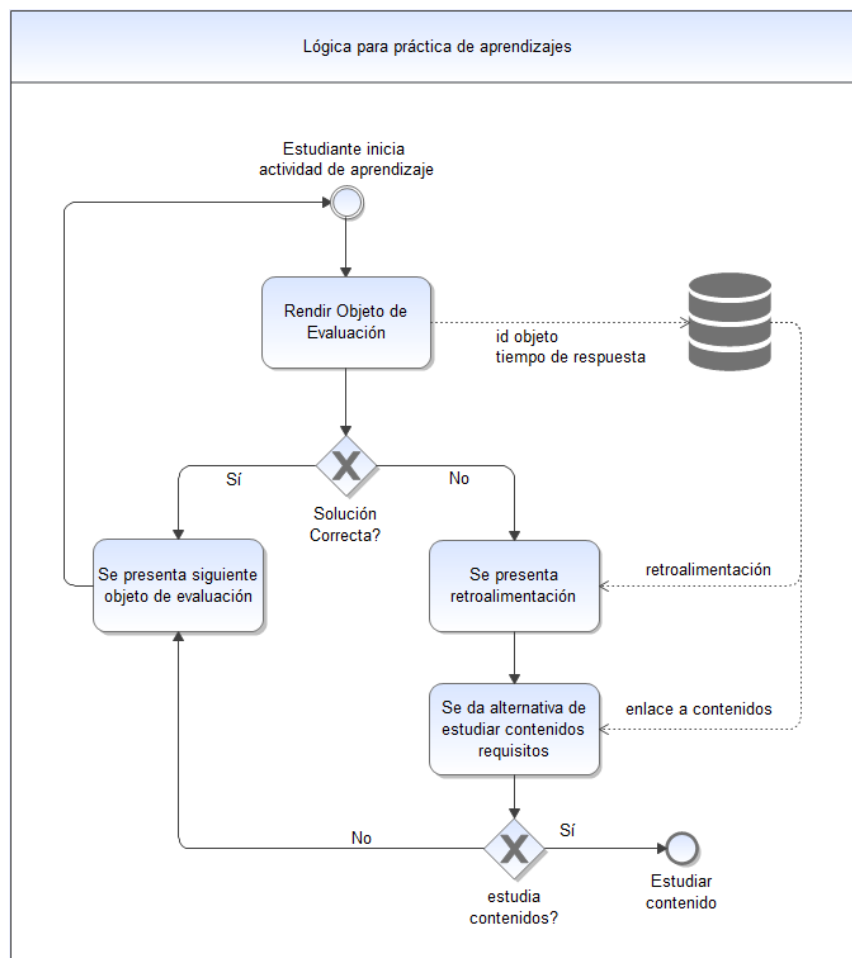 Lógica para práctica de aprendizajes
Estudiante inicia
actividad de aprendizaje
Rendir Objeto de
Evaluación
id objeto
tiempo de respuesta
Sí
No
Solución
Correcta?
Se presenta siguiente
objeto de evaluación
Se presenta
retroalimentación
retroalimentación
Se da alternativa de
estudiar contenidos
requisitos
enlace a contenidos
No
Sí
estudia
contenidos?
Estudiar
contenido